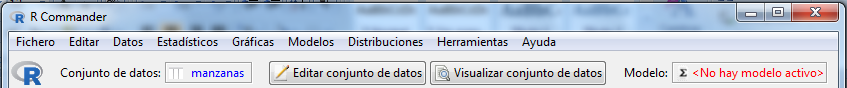 R Commander
Fichero Editar Datos Estadísticos Gráficas Modelos Distribuciones Herramientas Ayuda
R Conjunto de datos: manzanas Editar conjunto de datos Visualizar conjunto de datos Modelo: Σ <No hay modelo activo>